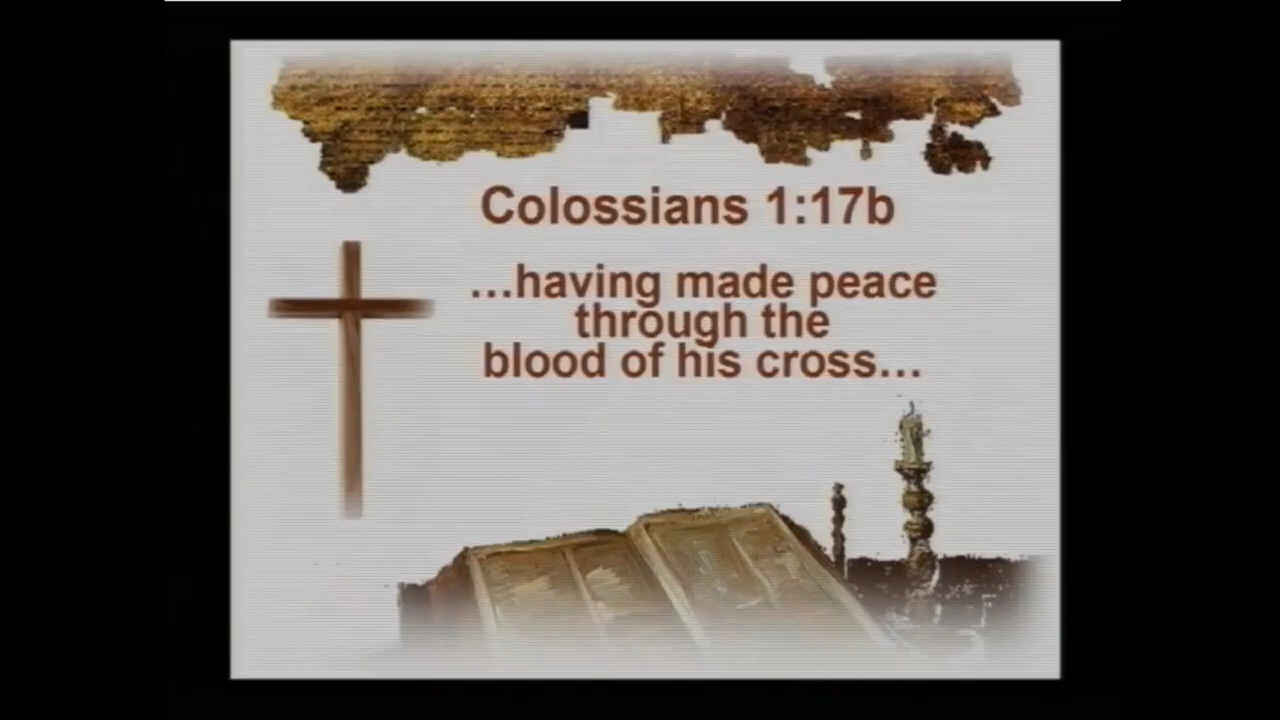 Colossians 1:17b
...having made peace
through the
blood of his cross...